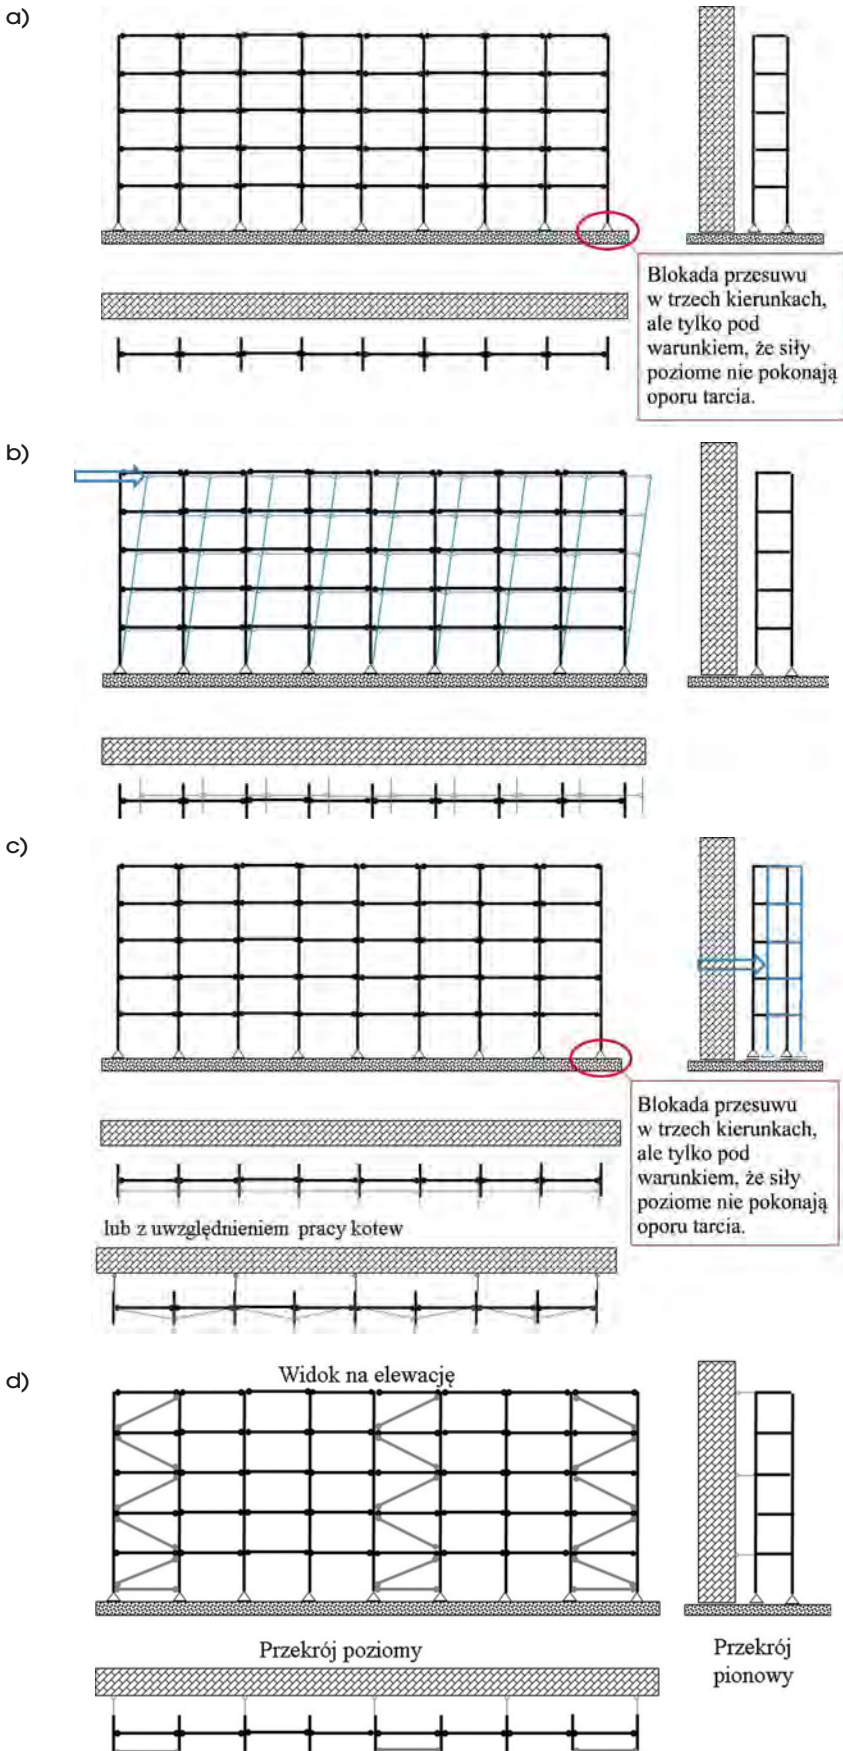 a)
Blokada przesuwu
w trzech kierunkach,
ale tylko pod
warunkiem, że siły
poziome nie pokonają
oporu tarcia.
b)
c)
Blokada przesuwu
w trzech kierunkach,
ale tylko pod
warunkiem, że siły
poziome nie pokonają
oporu tarcia.
lub z uwzględnieniem pracy kotew
d)
Widok na elewację
Przekrój poziomy
Przekrój
pionowy